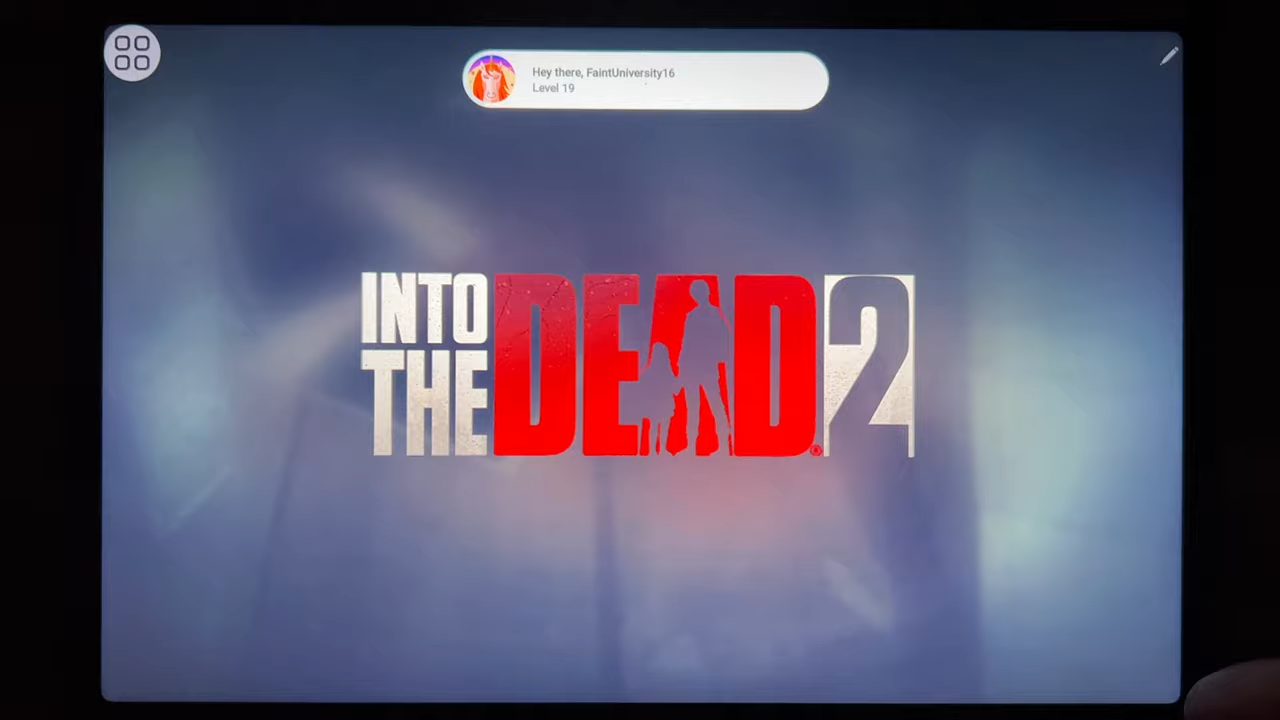 Hey there, FaintUniversity16
Level 19
INTO
THE
DEAD
2